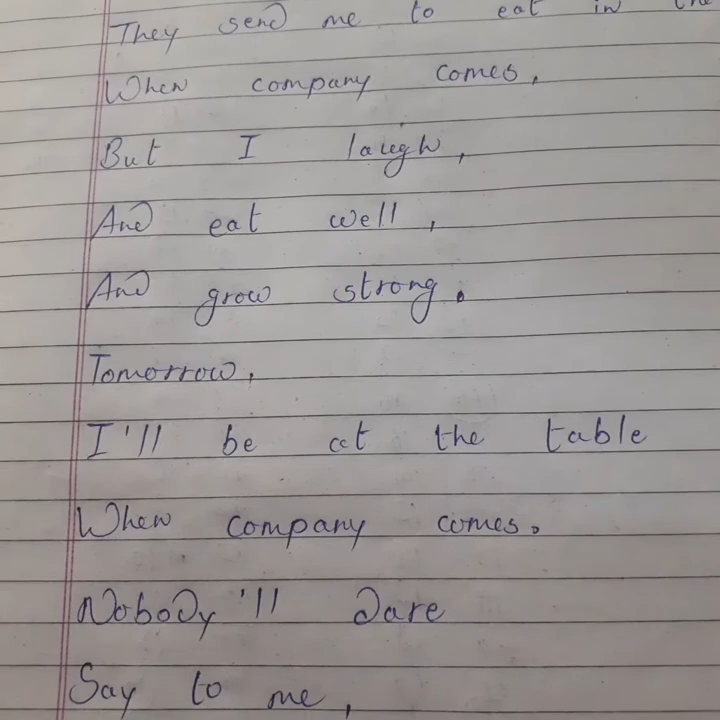 They send me to eat in the
When company comes,
But I laugh,
And eat well,
And grow strong.
Tomorrow,
I'll be at the table
When company comes.
Nobody'll dare
Say to me,